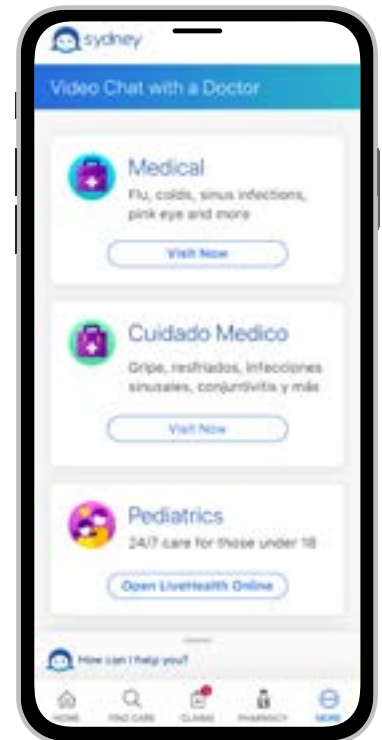 sydney
Video Chat with a Doctor
Medical
Flu, colds, sinus infections,
pink eye and more
Visit Now
Cuidado Medico
Gripe, resfriados, infecciones
sinusales, conjuntivitis y más
Visit Now
Pediatrics
24/7 care for those under 18
Open LiveHealth Online
How can I help you?
HOME
FIND CARE
CLAIMS
PHARMACY
MORE